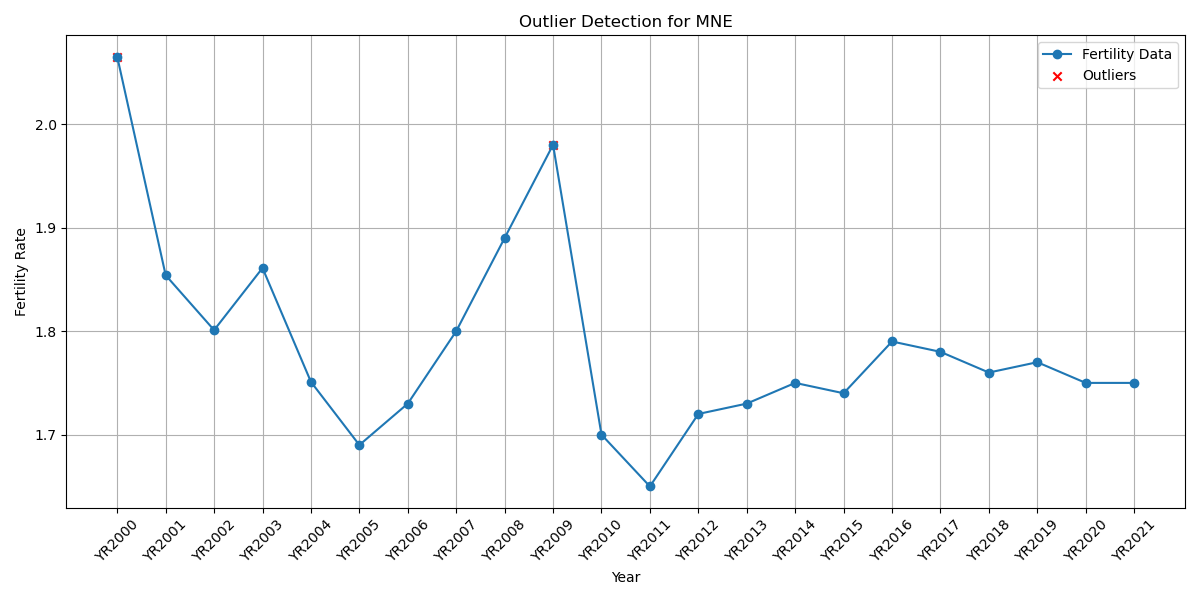 Outlier Detection for MNE
Fertility Data
Outliers
2.0
1.9
1.8
1.7
Fertility Rate
YR2000
YR2001
YR2002
YR2003
YR2004
YR2005
YR2006
YR2007
YR2008
YR2009
YR2010
YR2011
YR2012
YR2013
YR2014
YR2015
YR2016
YR2017
YR2018
YR2019
YR2020
YR2021
Year